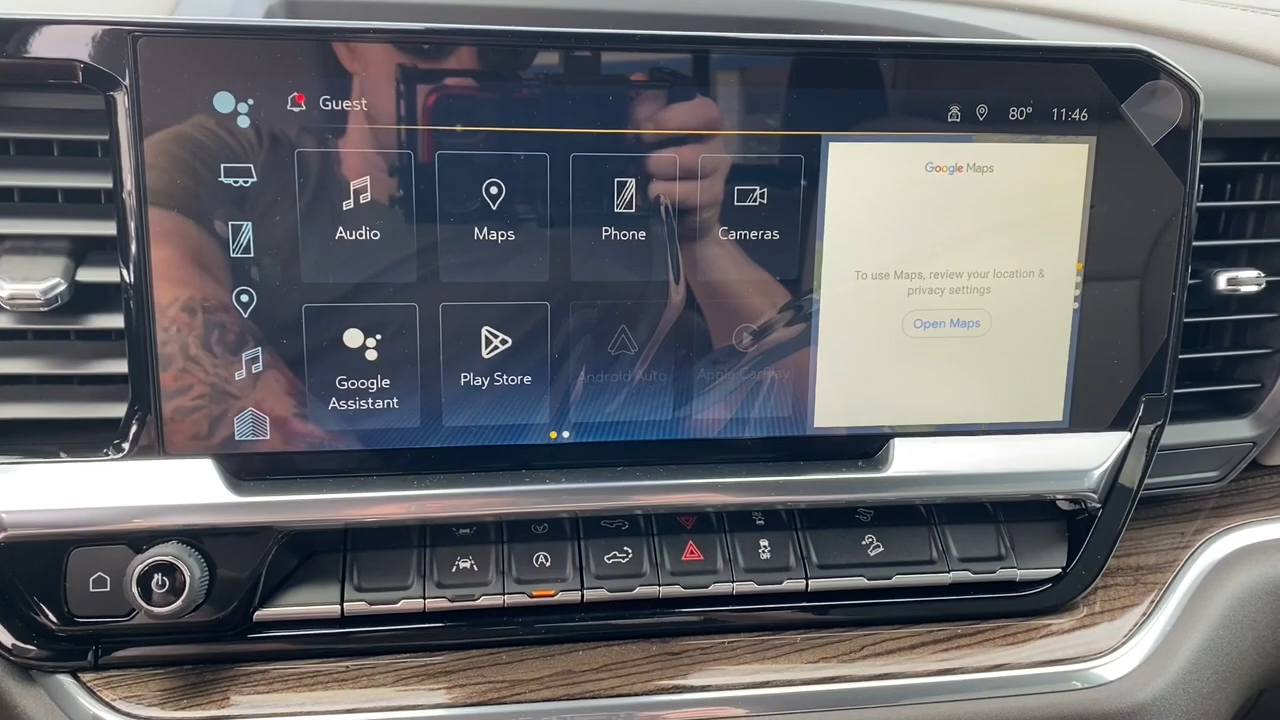 Guest
80° 11:46
Audio
Maps
Phone
Cameras
Google
Assistant
Play Store
Android Auto
Apple CarPlay
Google Maps
To use Maps, review your location &
privacy settings
Open Maps
A
OFF